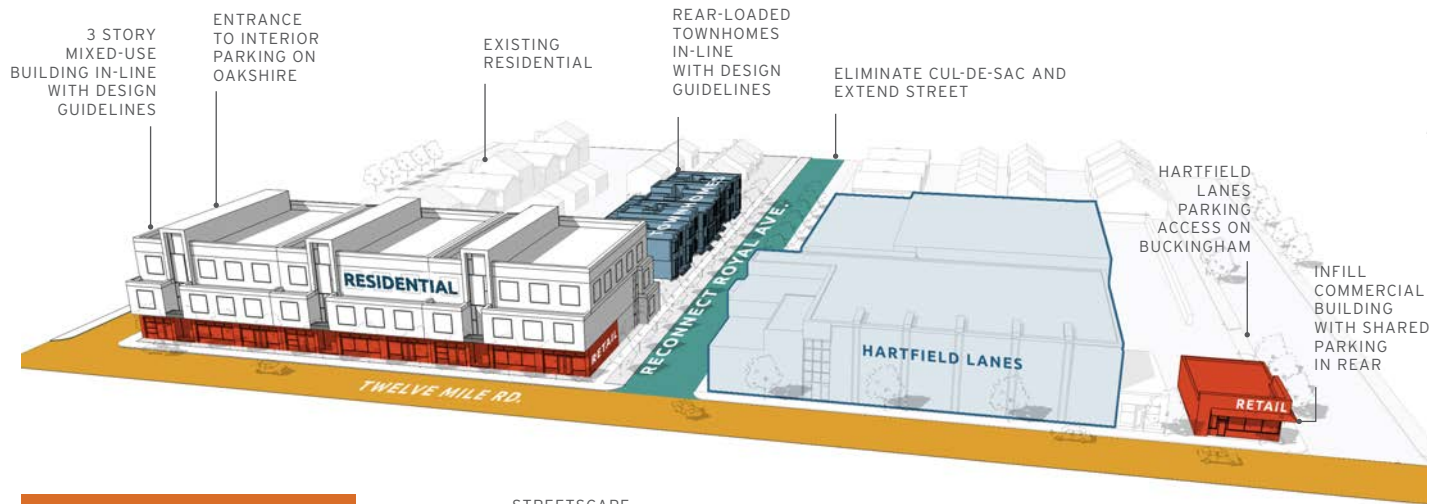 3 STORY
MIXED-USE
BUILDING IN-LINE
WITH DESIGN
GUIDELINES
ENTRANCE
TO INTERIOR
PARKING ON
OAKSHIRE
EXISTING
RESIDENTIAL
REAR-LOADED
TOWNHOMES
IN-LINE
WITH DESIGN
GUIDELINES
ELIMINATE CUL-DE-SAC AND
EXTEND STREET
HARTFIELD
LANES
PARKING
ACCESS ON
BUCKINGHAM
INFILL
COMMERCIAL
BUILDING
WITH SHARED
PARKING
IN REAR
RESIDENTIAL
RETAIL
TOWNHOMES
RECONNECT ROYAL AVE.
HARTFIELD LANES
RETAIL
TWELVE MILE RD.
STREETSCAPE